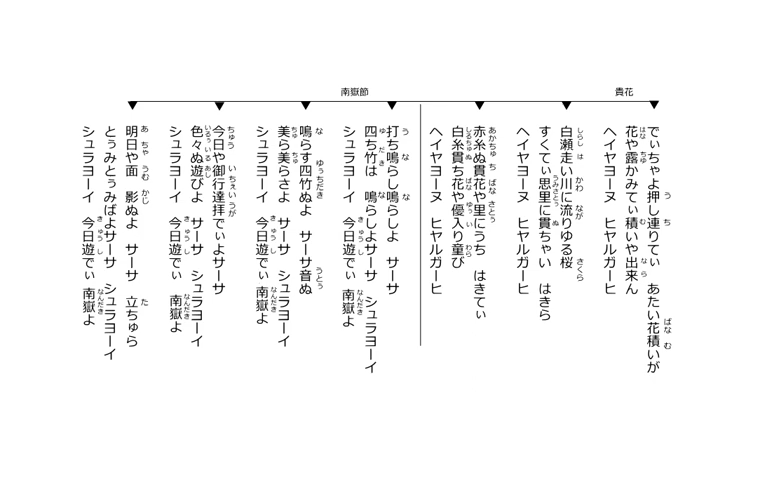 貴花
でぃちゃよ押し連りてぃ あたい花積いが
花や露かみてぃ積いや出来ん
ヘイヤヨーヌ ヒヤルガーヒ
白瀬走い川に流りゆる桜
すくてぃ思里に貫ちゃい はきら
ヘイヤヨーヌ ヒヤルガーヒ
赤糸ぬ貫花や里にうち はきてぃ
白糸貫ち花や優入り童び
ヘイヤヨーヌ ヒヤルガーヒ
南嶽節
打ち鳴らし鳴らしよ サーサ
四ち竹は 鳴らしよサーサ シュラヨーイ
シュラヨーイ 今日遊でぃ 南嶽よ
鳴らす四竹ぬよ サーサ音ぬ
美ら美らさよ サーサ シュラヨーイ
シュラヨーイ 今日遊でぃ 南嶽よ
今日や御行達拝でぃよサーサ
色々ぬ遊びよ サーサ シュラヨーイ
シュラヨーイ 今日遊でぃ 南嶽よ
明日や面 影ぬよ サーサ 立ちゅら
とぅみとぅみばよサーサ シュラヨーイ
シュラヨーイ 今日遊でぃ 南嶽よ